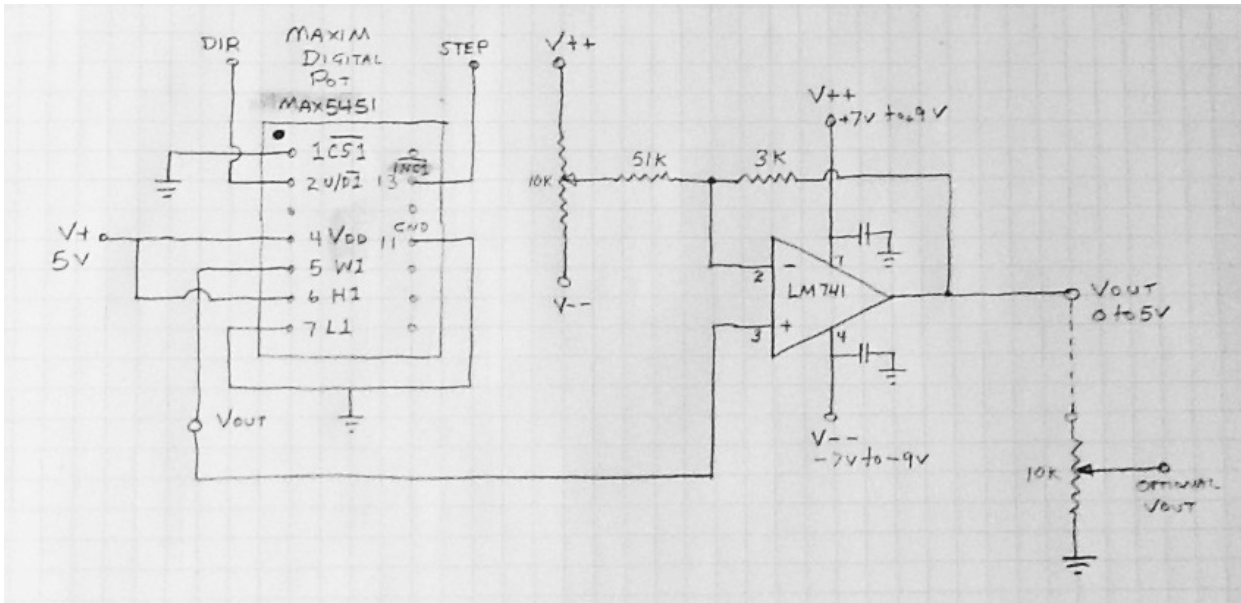 DIR
MAXIM
DIGITAL
POT
MAX5451
STEP
1 CS1
2 U/D1
INC1
13
4 VDD
GND
11
5 W1
6 H1
7 L1
V+
5V
VOUT
V++
10K
V--
51K
3K
V++
+7V to 9V
7
2
-
LM741
3
+
4
V--
-7V to -9V
VOUT
0 to 5V
10K
OPTIONAL
VOUT